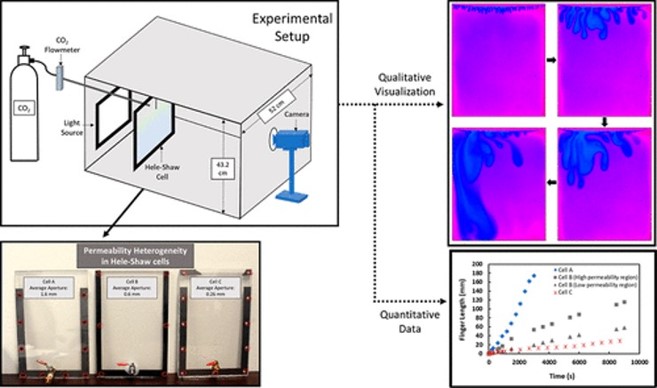 Experimental
Setup
CO2
Flowmeter
CO2
Light
Source
Hele-Shaw
Cell
52 cm
43.2
cm
Camera
Qualitative
Visualization
Quantitative
Data
Permeability Heterogeneity
in Hele-Shaw cells
Cell A
Average Aperture:
1.6 mm
Cell B
Average Aperture:
0.6 mm
Cell C
Average Aperture:
0.26 mm
Finger Length (mm)
200
180
160
140
120
100
80
60
40
20
0
Cell A
Cell B (High permeability region)
Cell B (Low permeability region)
Cell C
0 2000 4000 6000 8000 10000
Time (s)